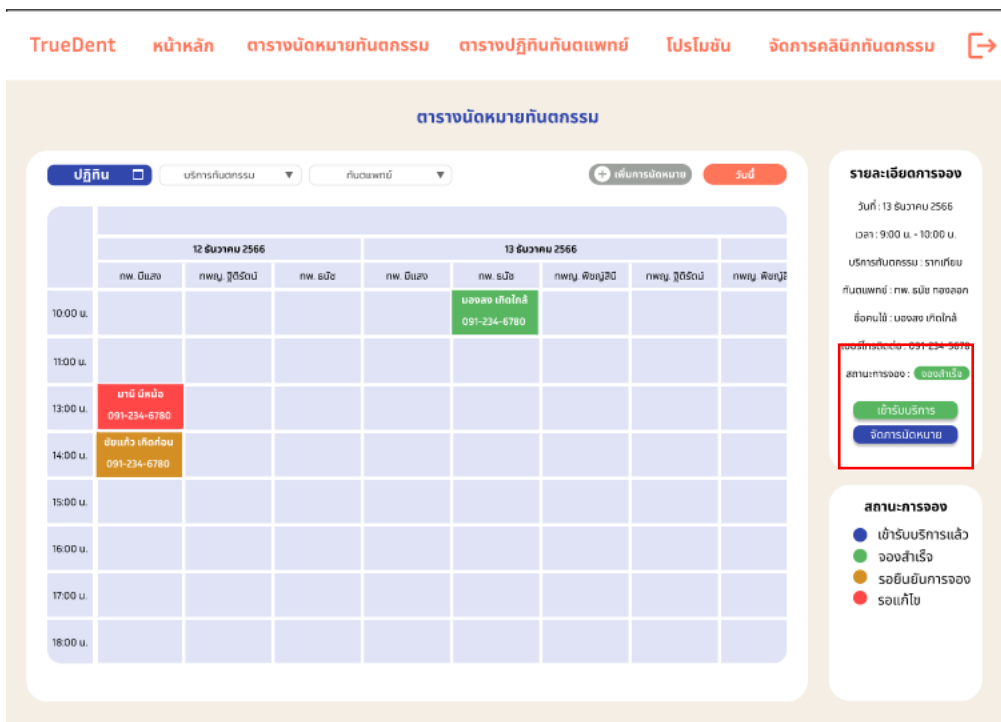 TrueDent หน้าหลัก ตารางนัดหมายทันตกรรม ตารางปฏิทินทันตแพทย์ โปรโมชัน จัดการคลินิกทันตกรรม
ตารางนัดหมายทันตกรรม
ปฏิทิน บริการทันตกรรม ทันตแพทย์ เพิ่มการนัดหมาย วันนี้
12 ธันวาคม 2566 13 ธันวาคม 2566
ทพ. มีแสง ทพญ. ฐิติรัตน์ ทพ. ธนัช ทพ. มีแสง ทพ. ธนัช ทพญ. พิชญ์สินี ทพญ. ฐิติรัตน์
10:00 น. มองลง เกิดใกล้
091-234-6780
11:00 น.
13:00 น. มานี มีหม้อ
091-234-6780
14:00 น. ชัยแก้ว เกิดก่อน
091-234-6780
15:00 น.
16:00 น.
17:00 น.
18:00 น.
รายละเอียดการจอง
วันที่ : 13 ธันวาคม 2566
เวลา : 9:00 น. - 10:00 น.
บริการทันตกรรม : รากเทียม
ทันตแพทย์ : ทพ. ธนัช ทองลอก
ชื่อคนไข้ : มองลง เกิดใกล้
เบอร์โทรติดต่อ : 091-234-5678
สถานะการจอง : จองสำเร็จ
เข้ารับบริการ
จัดการนัดหมาย
สถานะการจอง
เข้ารับบริการแล้ว
จองสำเร็จ
รอยืนยันการจอง
รอแก้ไข